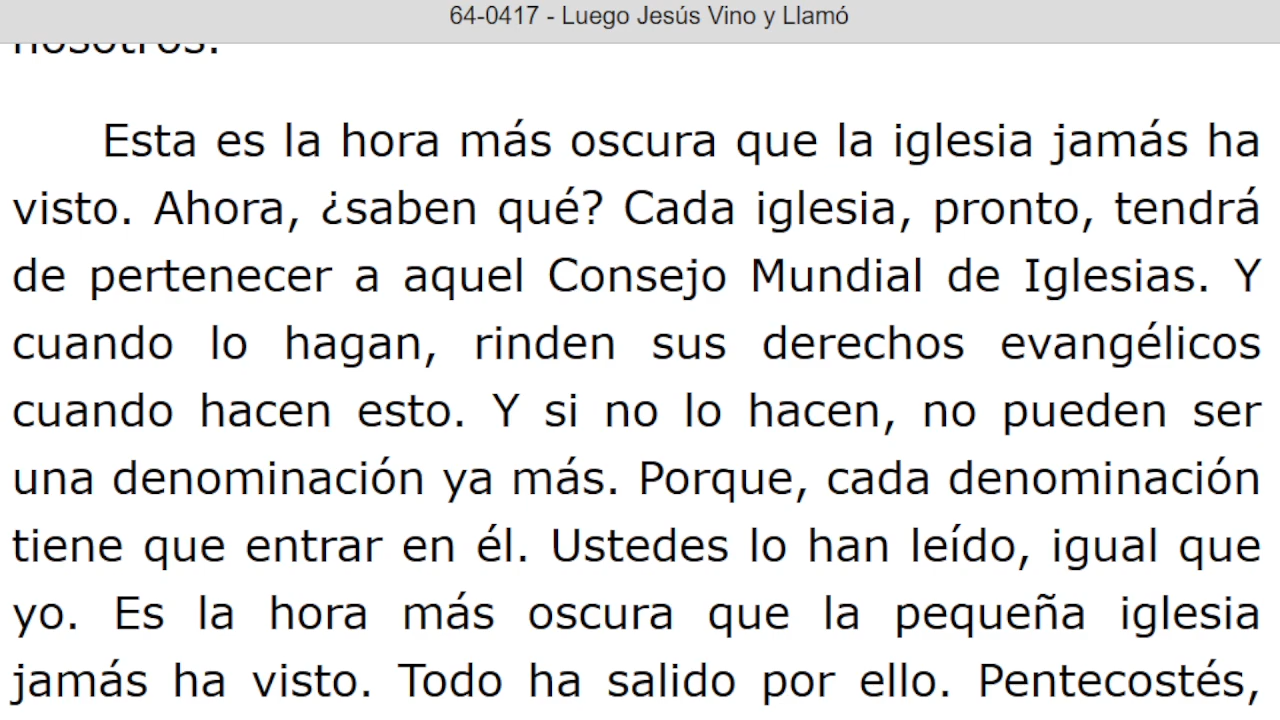 64-0417 - Luego Jesús Vino y Llamó
nosotros.
Esta es la hora más oscura que la iglesia jamás ha
visto. Ahora, ¿saben qué? Cada iglesia, pronto, tendrá
de pertenecer a aquel Consejo Mundial de Iglesias. Y
cuando lo hagan, rinden sus derechos evangélicos
cuando hacen esto. Y si no lo hacen, no pueden ser
una denominación ya más. Porque, cada denominación
tiene que entrar en él. Ustedes lo han leído, igual que
yo. Es la hora más oscura que la pequeña iglesia
jamás ha visto. Todo ha salido por ello. Pentecostés,